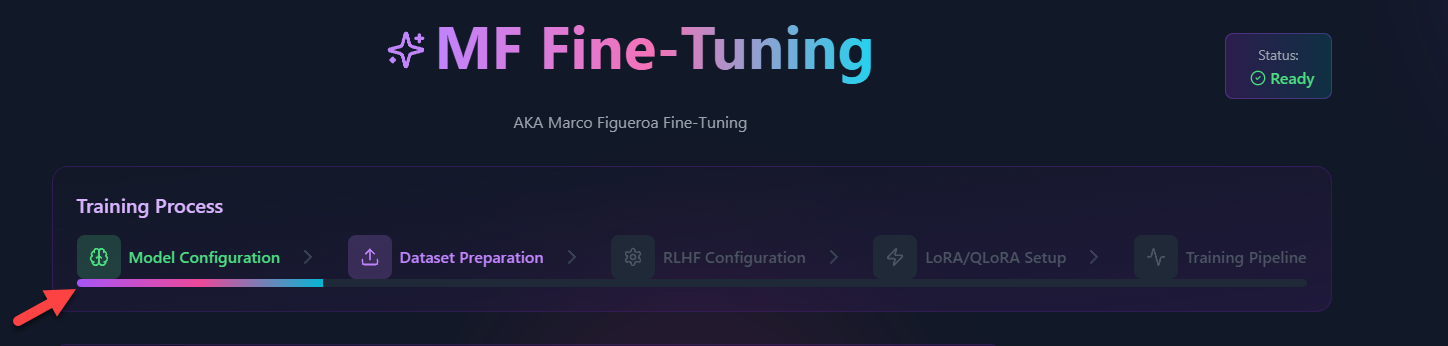 MF Fine-Tuning
Status:
Ready
AKA Marco Figueroa Fine-Tuning
Training Process
Model Configuration
Dataset Preparation
RLHF Configuration
LoRA/QLoRA Setup
Training Pipeline